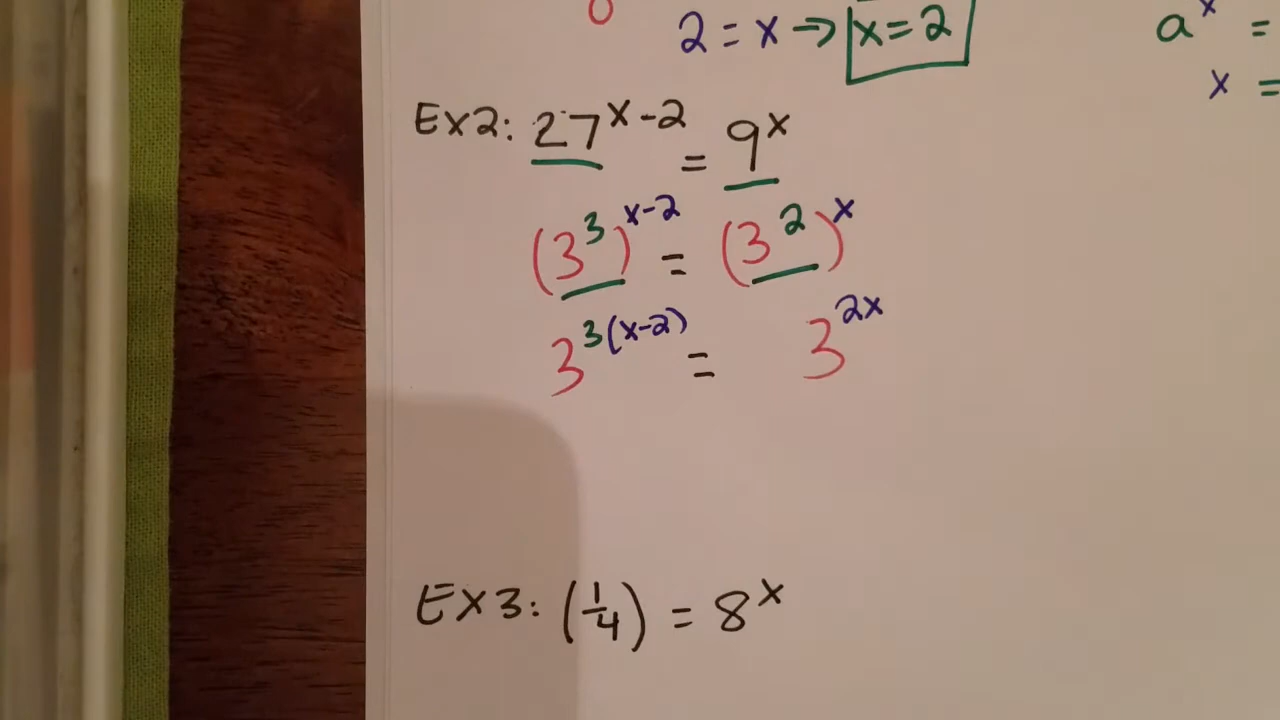 2 = x → x = 2
a^x =
x =
Ex2: 27^(x-2) = 9^x
(3^3)^(x-2) = (3^2)^x
3^(3(x-2)) = 3^(2x)
Ex3: (1/4) = 8^x